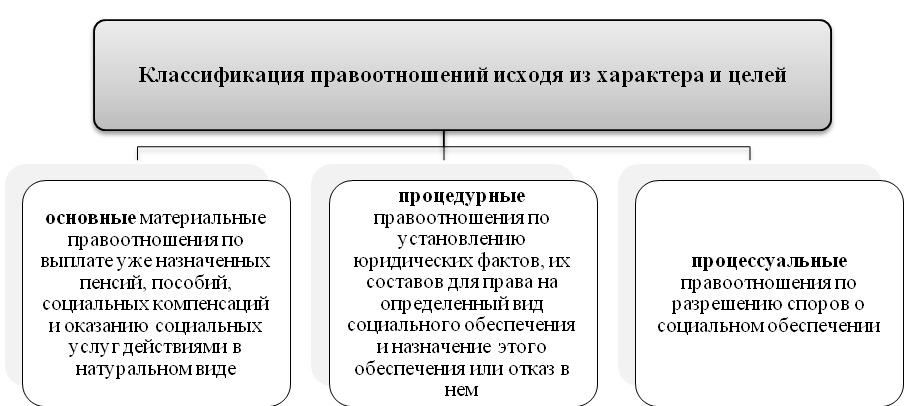 Классификация правоотношений исходя из характера и целей
основные материальные
правоотношения по
выплате уже назначенных
пенсий, пособий,
социальных компенсаций
и оказанию социальных
услуг действиями в
натуральном виде
процедурные
правоотношения по
установлению
юридических фактов, их
составов для права на
определенный вид
социального обеспечения
и назначение этого
обеспечения или отказ в
нем
процессуальные
правоотношения по
разрешению споров о
социальном обеспечении